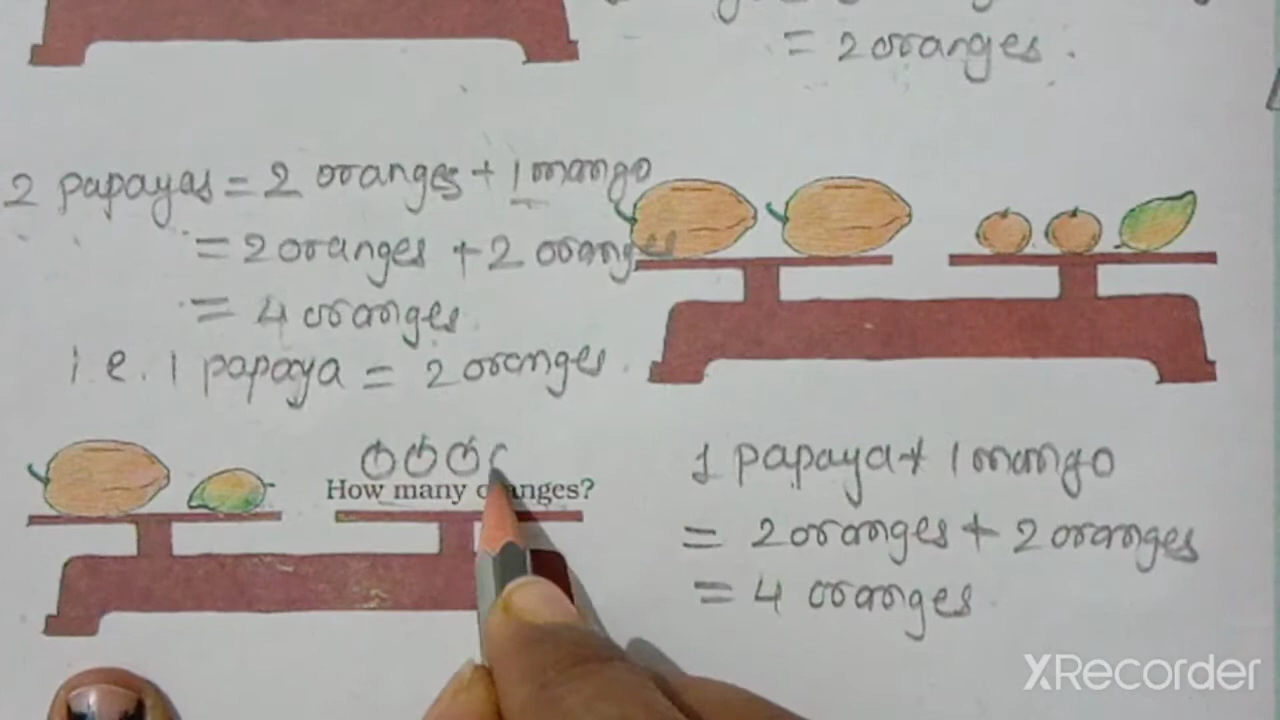 = 2 oranges.
2 papayas = 2 oranges + 1 mango
= 2 oranges + 2 oranges
= 4 oranges
i.e. 1 papaya = 2 oranges.
How many oranges?
1 papaya + 1 mango
= 2 oranges + 2 oranges
= 4 oranges
XRecorder